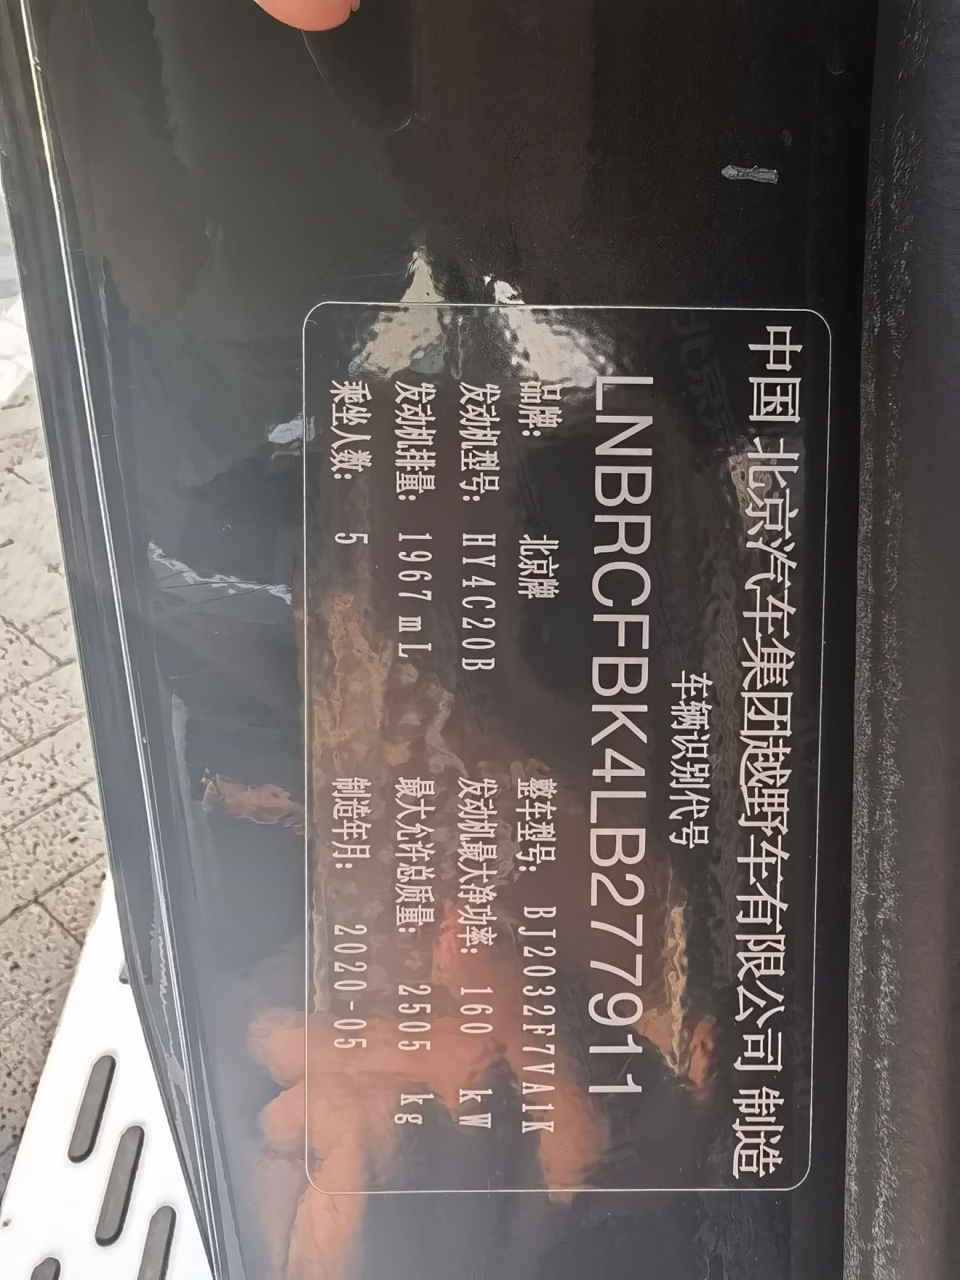 中国 北京汽车集团越野车有限公司 制造
车辆识别代号
LNBRCFBK4LB277911
品牌: 北京牌 整车型号: BJ2032F7VA1K
发动机型号: HY4C20B 发动机最大净功率: 160 kW
发动机排量: 1967 mL 最大允许总质量: 2505 kg
乘坐人数: 5 制造年月: 2020-05